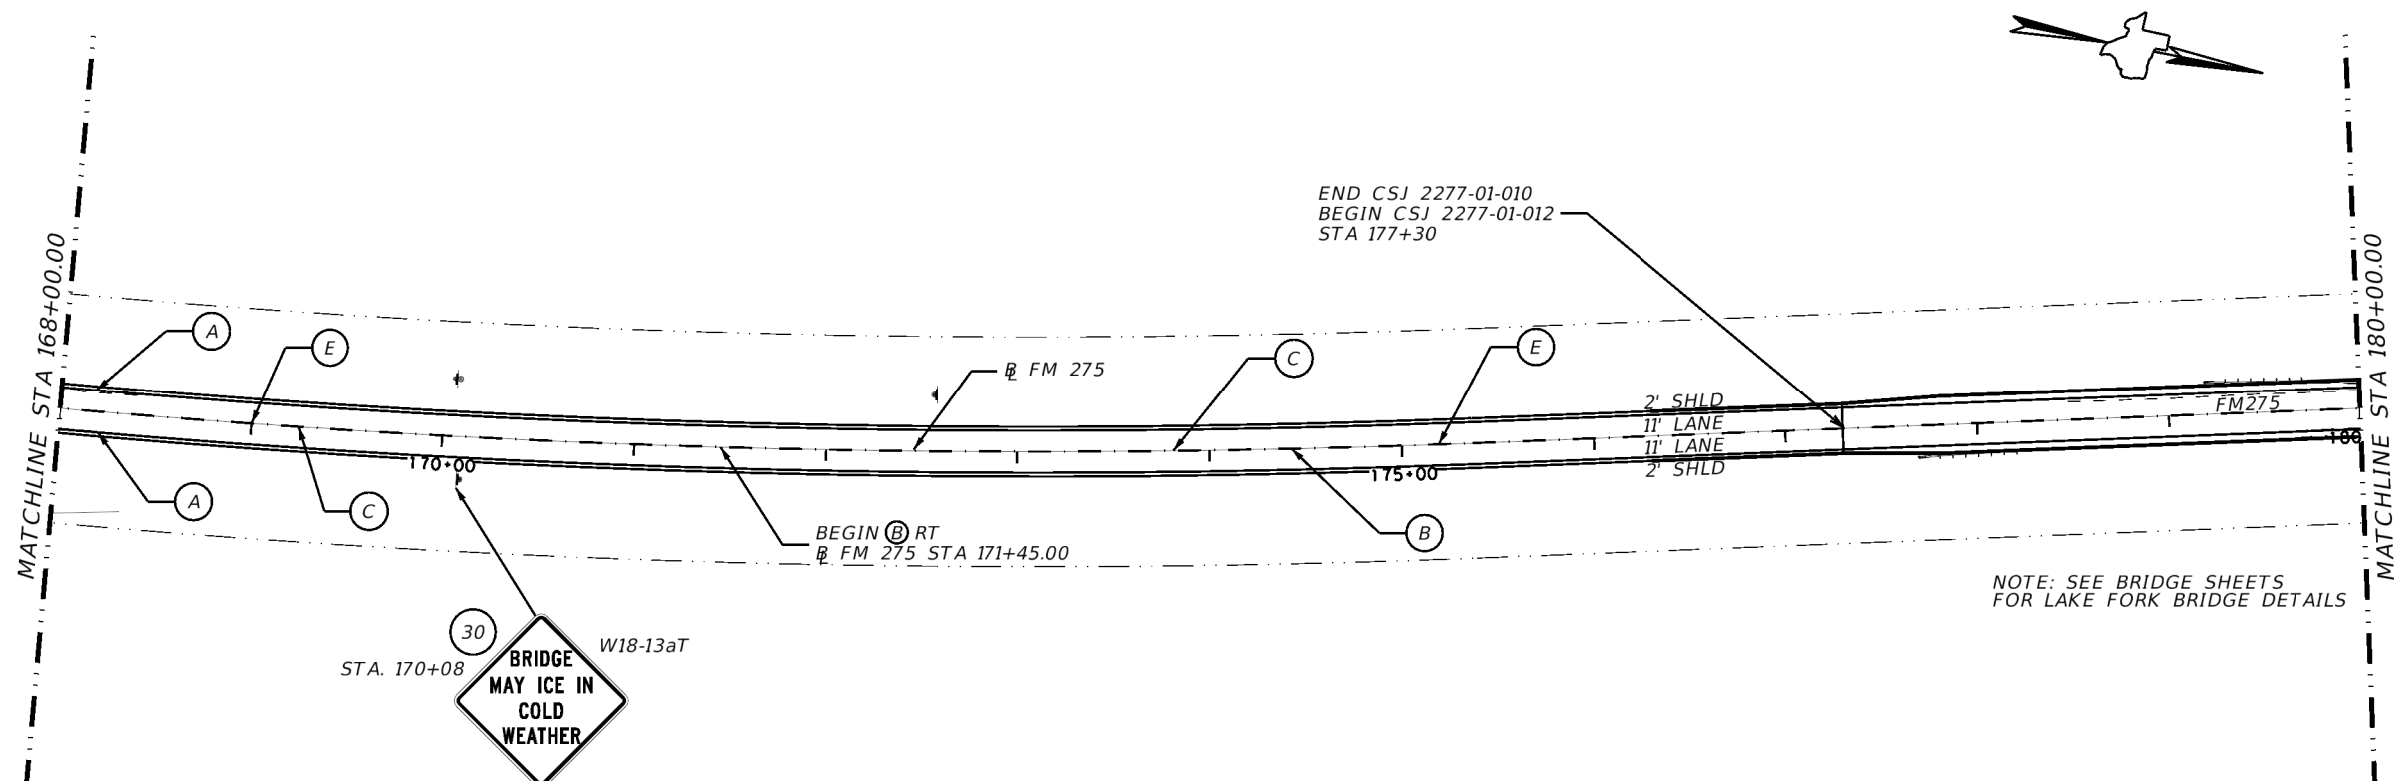 MATCHLINE STA 168+00.00
END CSJ 2277-01-010
BEGIN CSJ 2277-01-012
STA 177+30
MATCHLINE STA 180+00.00
A
E
C
E
B FM 275
2' SHLD
11' LANE
11' LANE
2' SHLD
FM275
180
170+00
175+00
A
C
BEGIN B RT
B FM 275 STA 171+45.00
B
NOTE: SEE BRIDGE SHEETS
FOR LAKE FORK BRIDGE DETAILS
30
W18-13aT
STA. 170+08
BRIDGE
MAY ICE IN
COLD
WEATHER